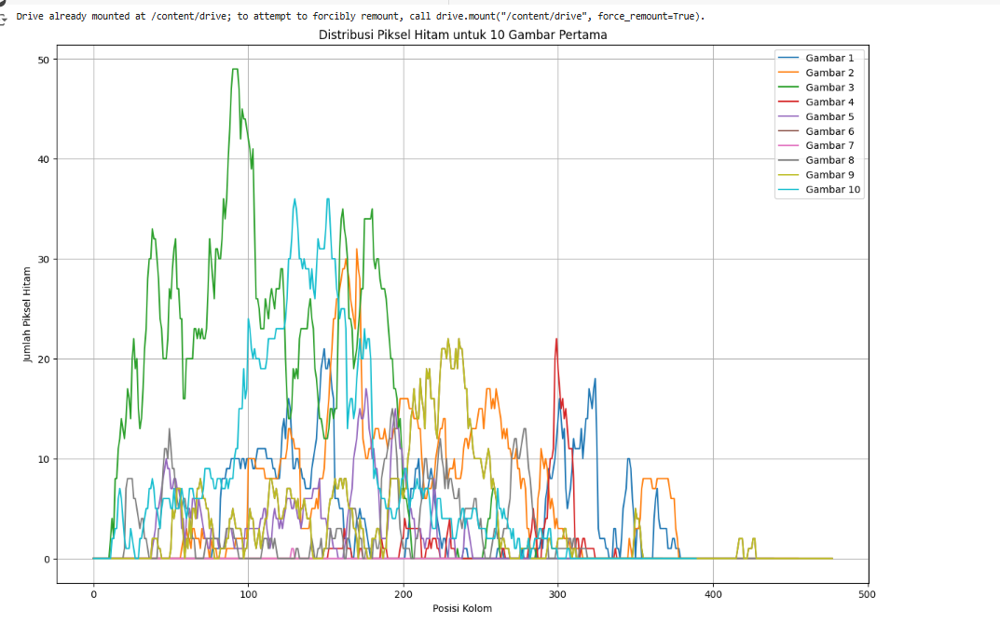 Drive already mounted at /content/drive; to attempt to forcibly remount, call drive.mount("/content/drive", force_remount=True).
Distribusi Piksel Hitam untuk 10 Gambar Pertama
50
40
30
20
10
0
Jumlah Piksel Hitam
Gambar 1
Gambar 2
Gambar 3
Gambar 4
Gambar 5
Gambar 6
Gambar 7
Gambar 8
Gambar 9
Gambar 10
0 100 200 300 400 500
Posisi Kolom